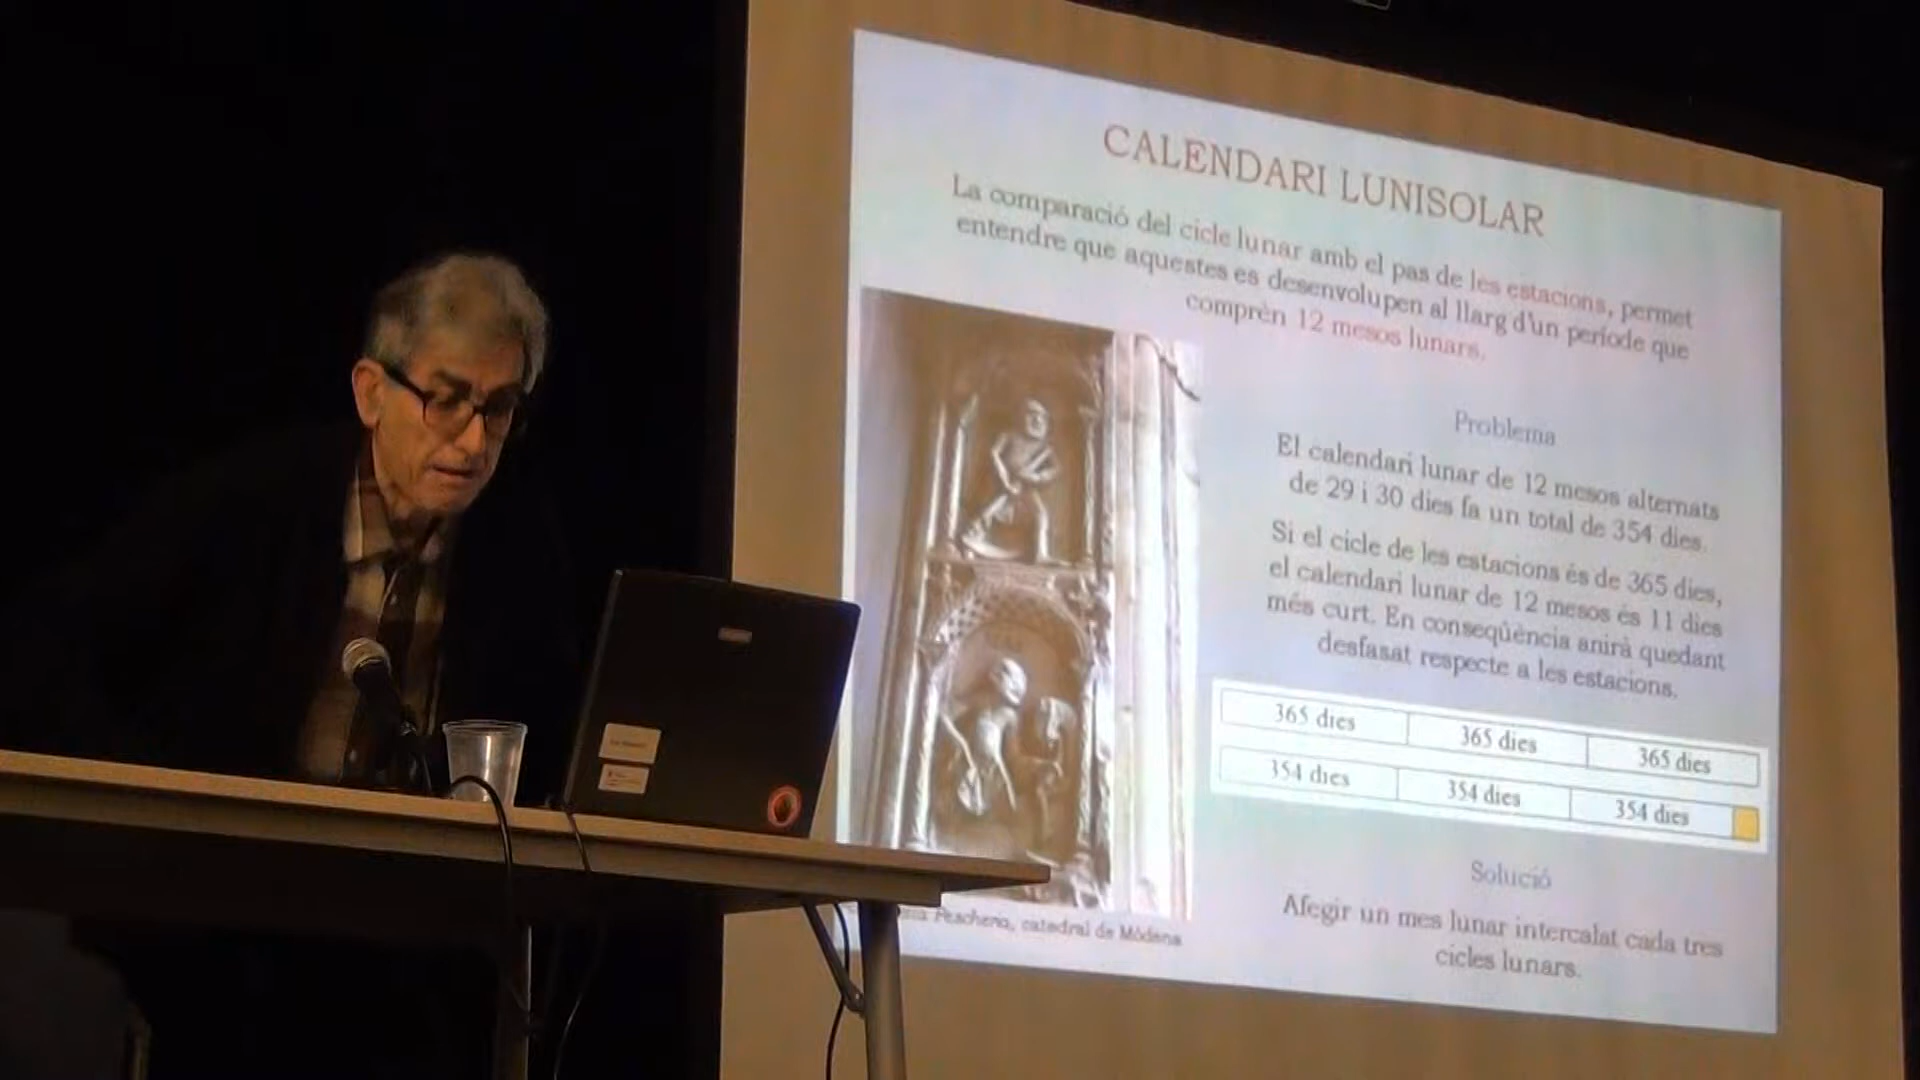 CALENDARI LUNISOLAR
La comparació del cicle lunar amb el pas de les estacions, permet
entendre que aquestes es desenvolupen al llarg d'un període que
comprèn 12 mesos lunars.
Problema
El calendari lunar de 12 mesos alternats
de 29 i 30 dies fa un total de 354 dies.
Si el cicle de les estacions és de 365 dies,
el calendari lunar de 12 mesos és 11 dies
més curt. En conseqüència anirà quedant
desfasat respecte a les estacions.
365 dies 365 dies 365 dies
354 dies 354 dies 354 dies
Solució
Afegir un mes lunar intercalat cada tres
cicles lunars.
Pescheria, catedral de Mòdena